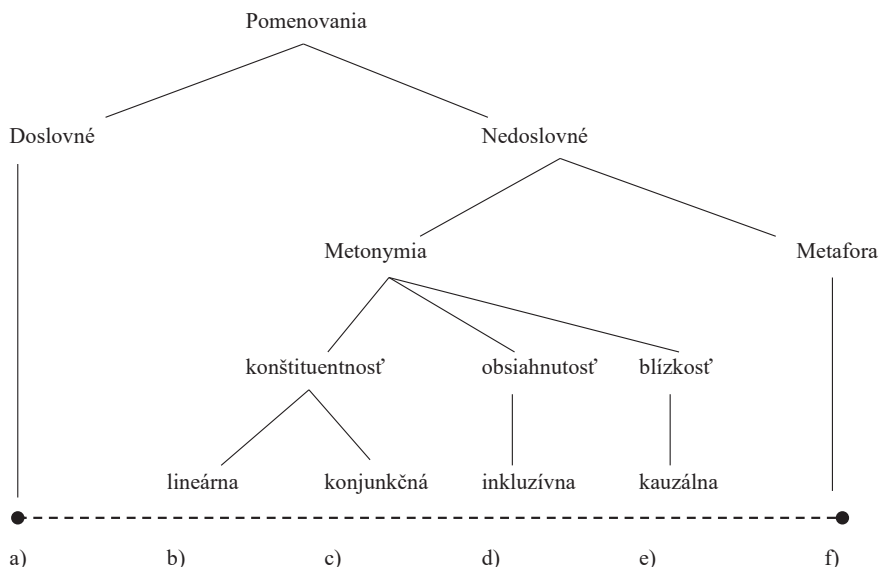 Pomenovania
Doslovné Nedoslovné
Metonymia Metafora
konštituentnosť obsiahnutosť blízkosť
lineárna konjunkčná inkluzívna kauzálna
a) b) c) d) e) f)